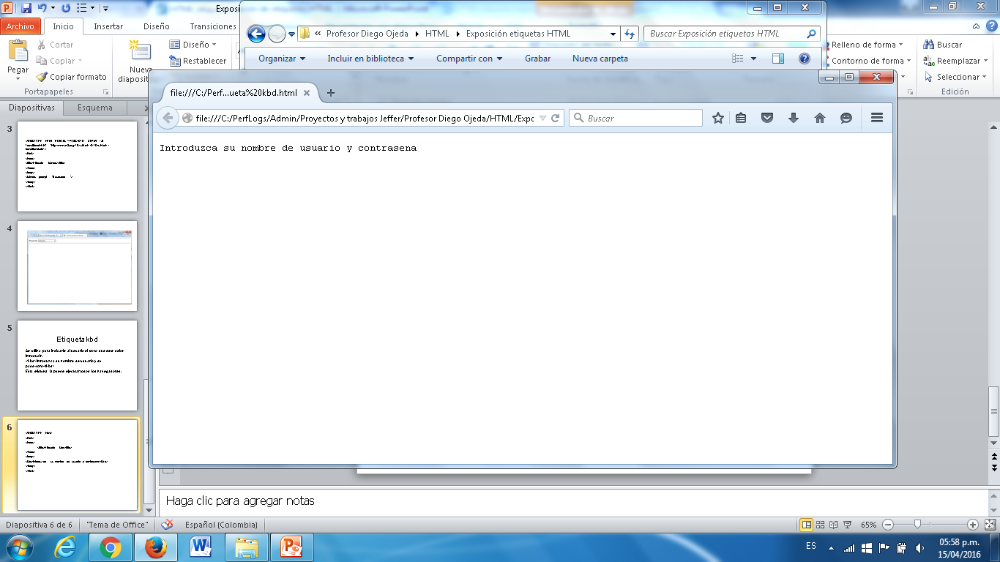 Exposición etiquetas HTML - Microsoft PowerPoint
Archivo
Inicio
Insertar
Diseño
Transiciones
Pegar
Cortar
Copiar
Copiar formato
Portapapeles
Nueva
Diseño
Restablecer
« Profesor Diego Ojeda HTML Exposición etiquetas HTML
Buscar Exposición etiquetas HTML
Organizar Incluir en biblioteca Compartir con Grabar Nueva carpeta
Relleno de forma
Contorno de forma
Buscar
Reemplazar
Seleccionar
Edición
Diapositivas
Esquema
file:///C:/Perf...ueta%20kbd.html
file:///C:/PerfLogs/Admin/Proyectos y trabajos Jeffer/Profesor Diego Ojeda/HTML/Expo
Buscar
Introduzca su nombre de usuario y contrasena
3
4
5
Etiqueta kbd
6
Haga clic para agregar notas
Diapositiva 6 de 6
"Tema de Office"
Español (Colombia)
65%
ES
05:58 p.m.
15/04/2016